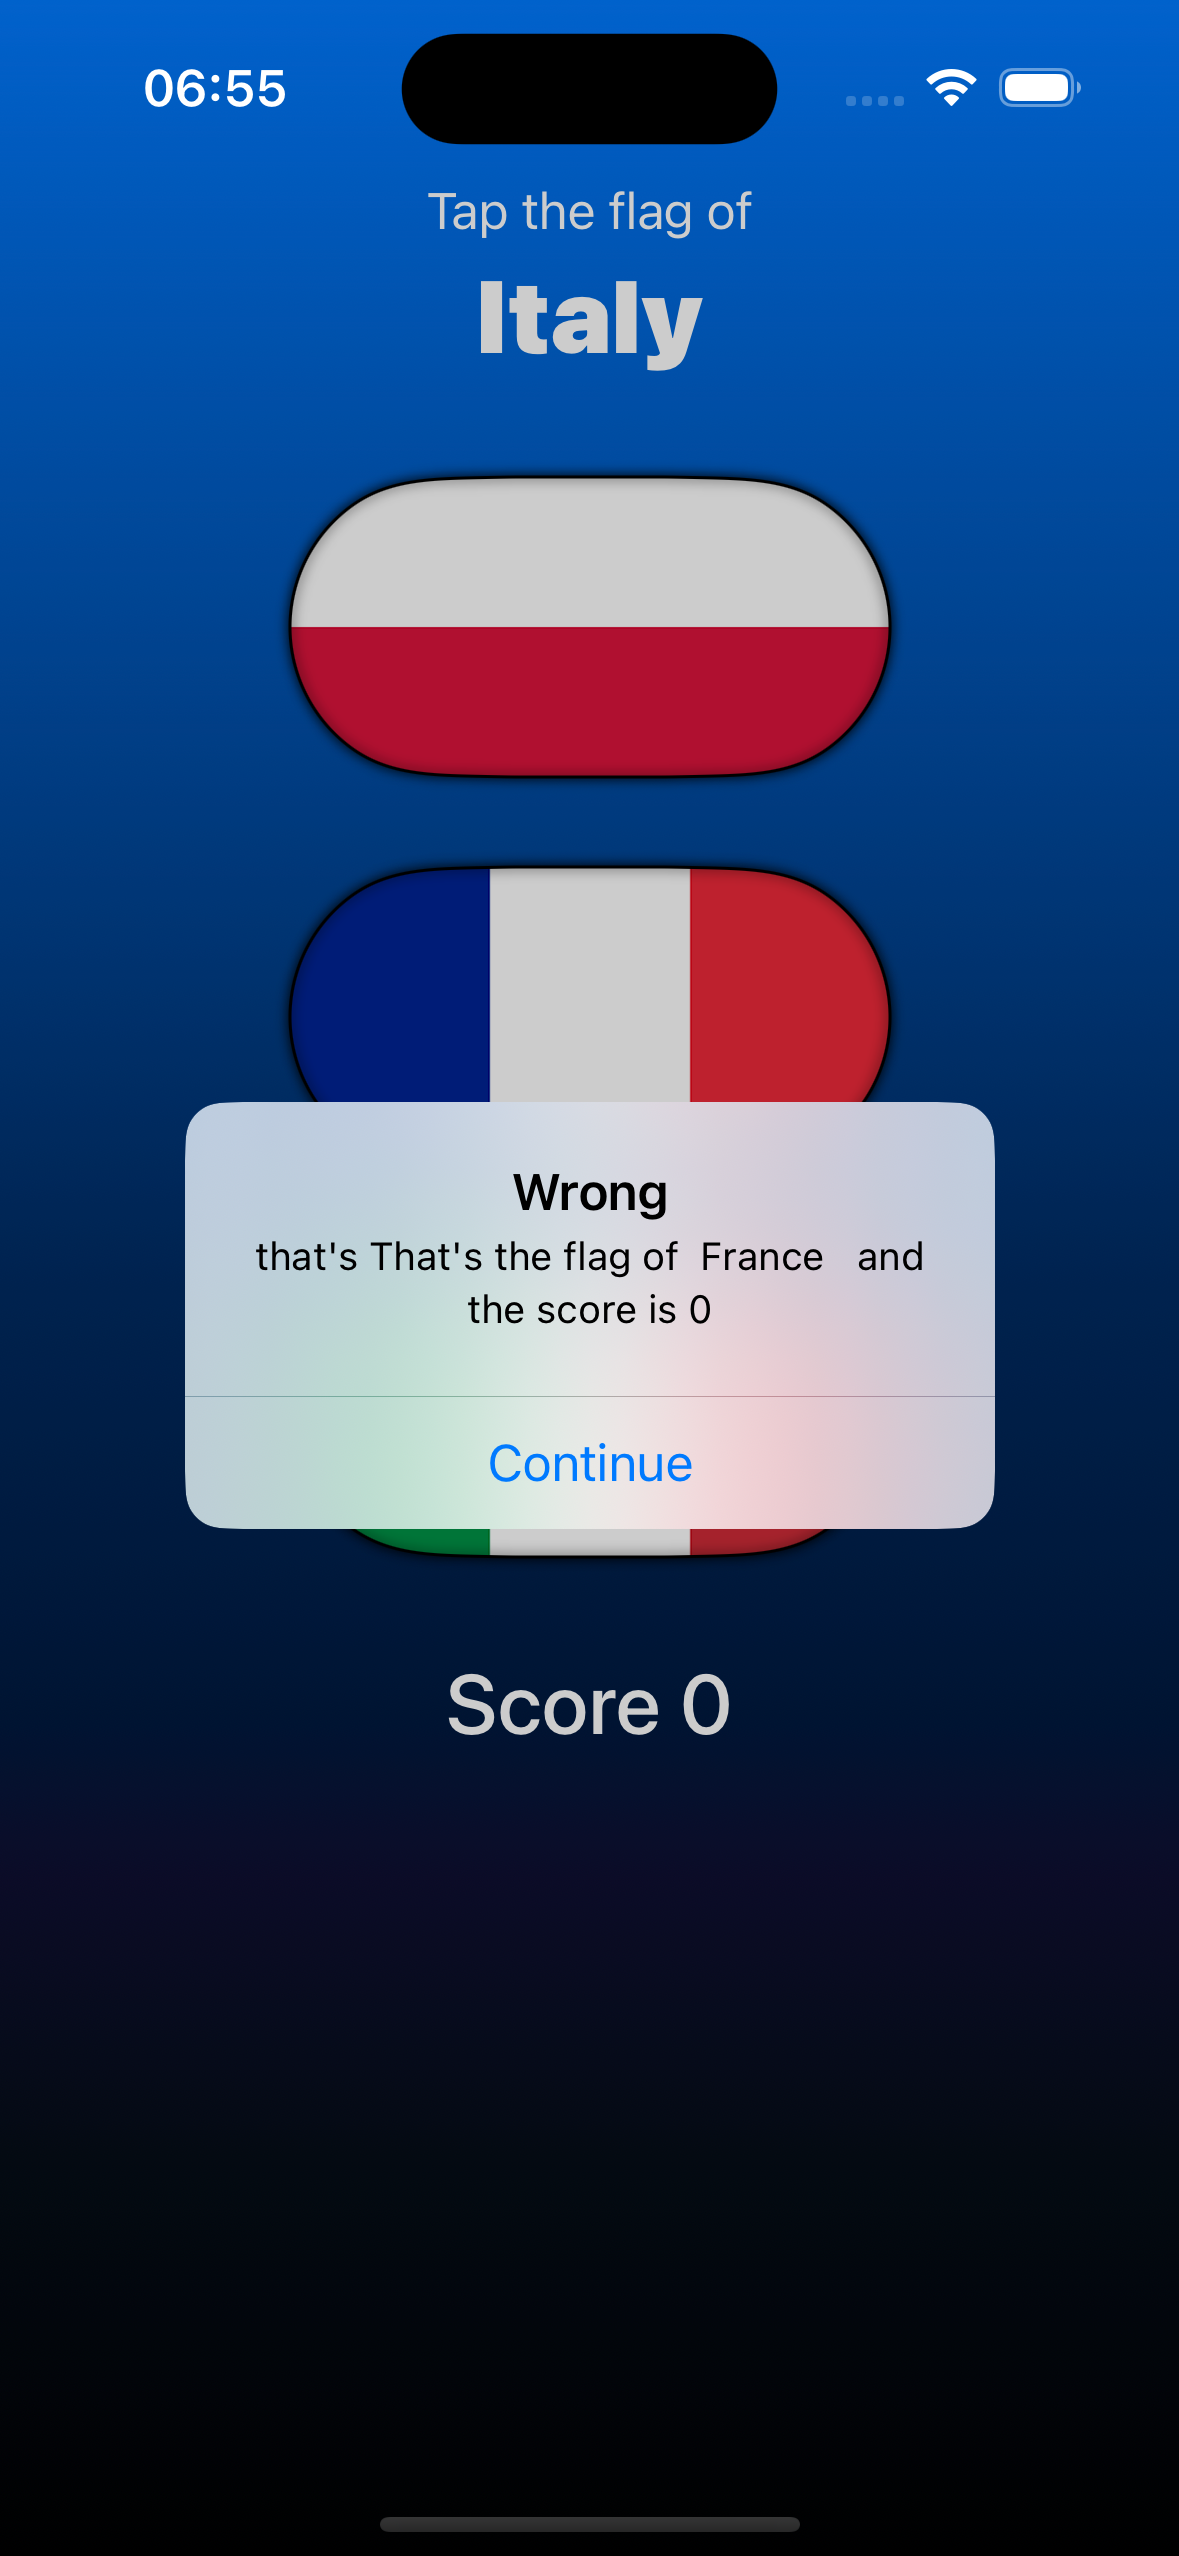 06:55
Tap the flag of
Italy
Wrong
that's That's the flag of  France   and
the score is 0
Continue
Score 0